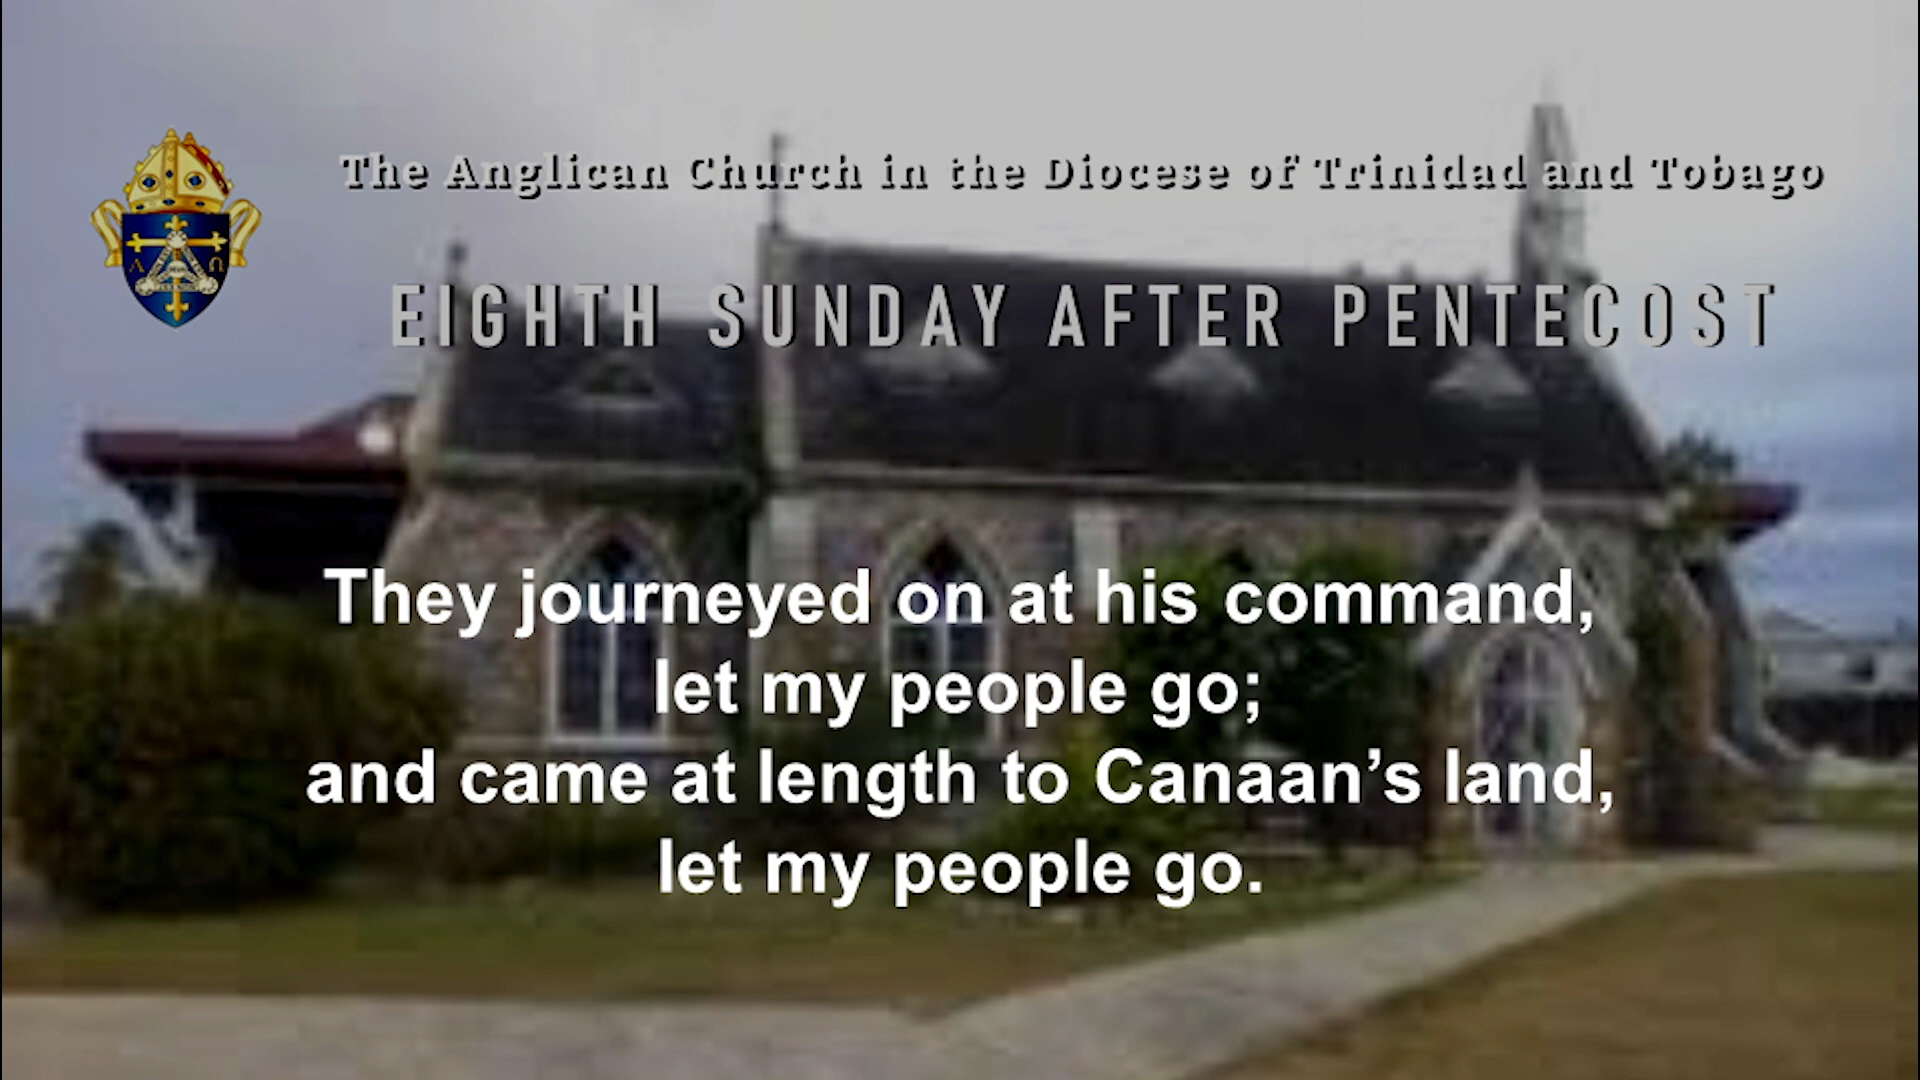 The Anglican Church in the Diocese of Trinidad and Tobago
EIGHTH SUNDAY AFTER PENTECOST
They journeyed on at his command,
let my people go;
and came at length to Canaan’s land,
let my people go.